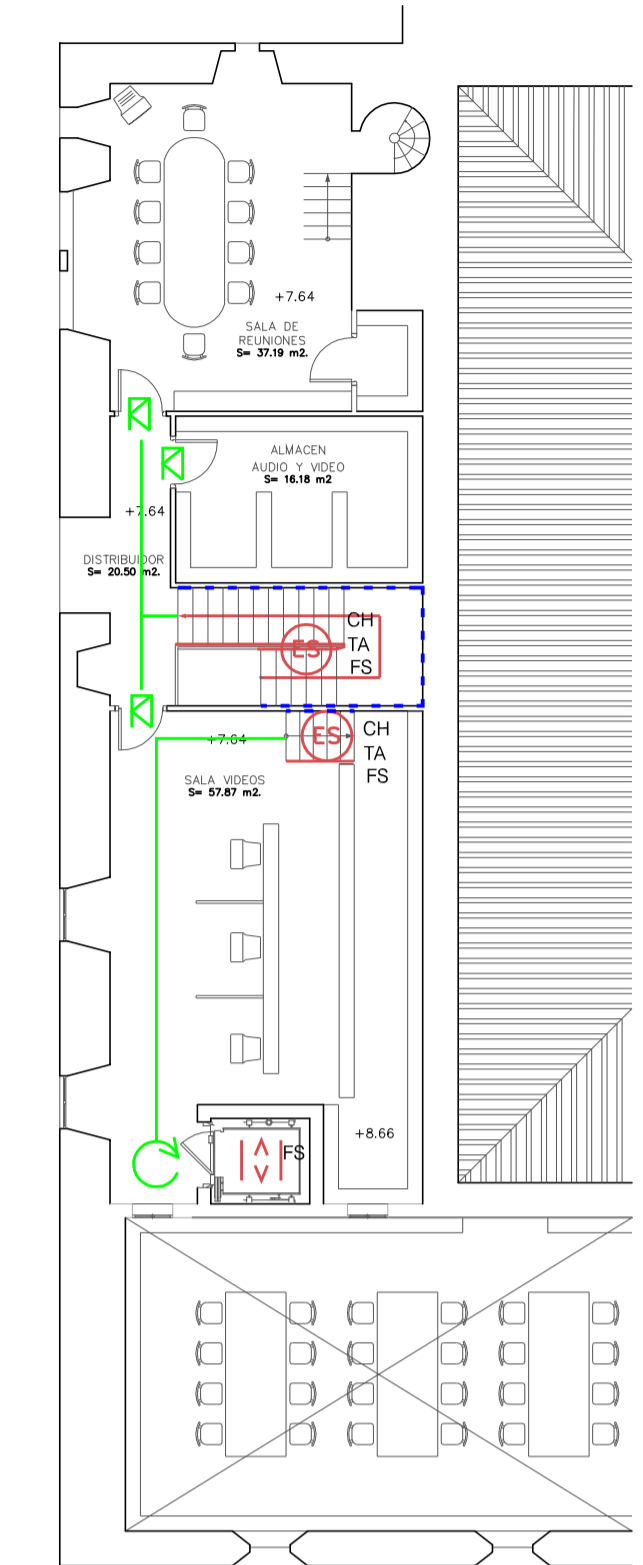 +7.64
SALA DE
REUNIONES
S= 37.19 m2.
ALMACEN
AUDIO Y VIDEO
S= 16.18 m2
+7.64
DISTRIBUIDOR
S= 20.50 m2.
CH
ES
TA
FS
ES
CH
TA
FS
+7.64
SALA VIDEOS
S= 57.87 m2.
+8.66
FS